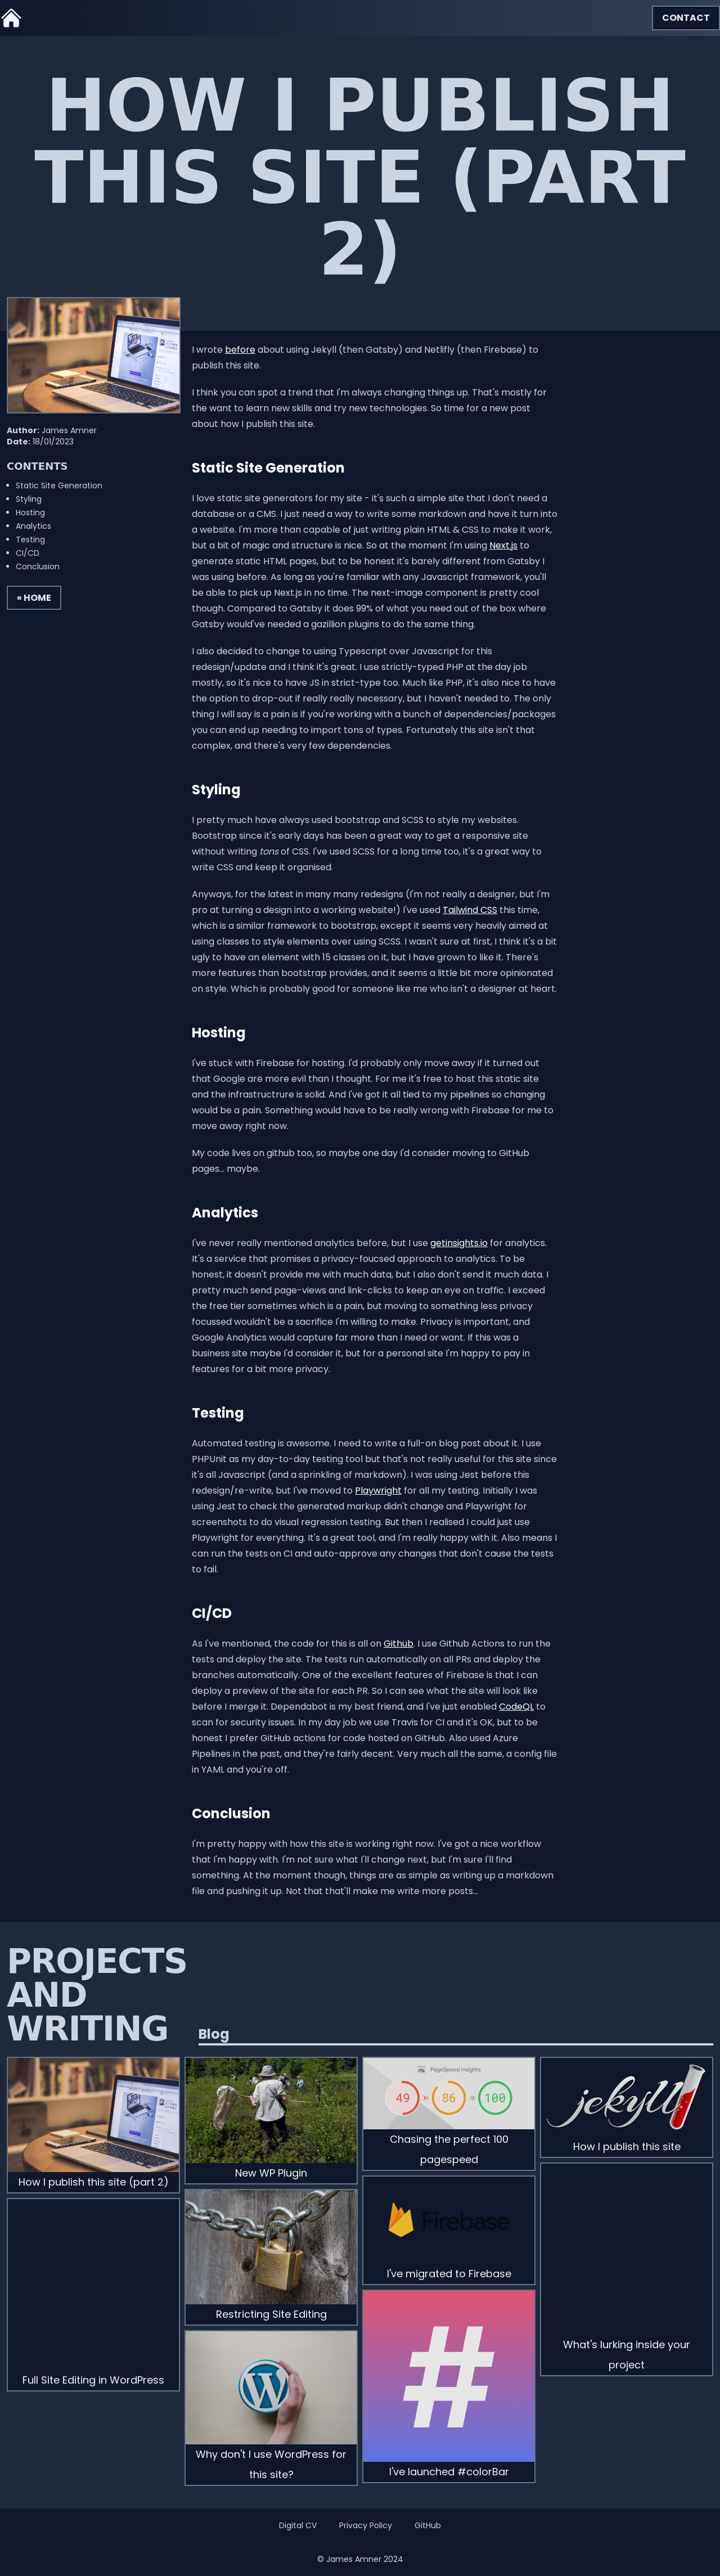 CONTACT
HOW I PUBLISH
THIS SITE (PART
2)
Author: James Amner
Date: 18/01/2023
CONTENTS
Static Site Generation
Styling
Hosting
Analytics
Testing
CI/CD
Conclusion
« HOME
I wrote before about using Jekyll (then Gatsby) and Netlifly (then Firebase) to
publish this site.
I think you can spot a trend that I'm always changing things up. That's mostly for
the want to learn new skills and try new technologies. So time for a new post
about how I publish this site.
Static Site Generation
I love static site generators for my site - it's such a simple site that I don't need a
database or a CMS. I just need a way to write some markdown and have it turn into
a website. I'm more than capable of just writing plain HTML & CSS to make it work,
but a bit of magic and structure is nice. So at the moment I'm using Next.js to
generate static HTML pages, but to be honest it's barely different from Gatsby I
was using before. As long as you're familiar with any Javascript framework, you'll
be able to pick up Next.js in no time. The next-image component is pretty cool
though. Compared to Gatsby it does 99% of what you need out of the box where
Gatsby would've needed a gazillion plugins to do the same thing.
I also decided to change to using Typescript over Javascript for this
redesign/update and I think it's great. I use strictly-typed PHP at the day job
mostly, so it's nice to have JS in strict-type too. Much like PHP, it's also nice to have
the option to drop-out if really really necessary, but I haven't needed to. The only
thing I will say is a pain is if you're working with a bunch of dependencies/packages
you can end up needing to import tons of types. Fortunately this site isn't that
complex, and there's very few dependencies.
Styling
I pretty much have always used bootstrap and SCSS to style my websites.
Bootstrap since it's early days has been a great way to get a responsive site
without writing tons of CSS. I've used SCSS for a long time too, it's a great way to
write CSS and keep it organised.
Anyways, for the latest in many many redesigns (I'm not really a designer, but I'm
pro at turning a design into a working website!) I've used Tailwind CSS this time,
which is a similar framework to bootstrap, except it seems very heavily aimed at
using classes to style elements over using SCSS. I wasn't sure at first, I think it's a bit
ugly to have an element with 15 classes on it, but I have grown to like it. There's
more features than bootstrap provides, and it seems a little bit more opinionated
on style. Which is probably good for someone like me who isn't a designer at heart.
Hosting
I've stuck with Firebase for hosting. I'd probably only move away if it turned out
that Google are more evil than I thought. For me it's free to host this static site
and the infrastructrure is solid. And I've got it all tied to my pipelines so changing
would be a pain. Something would have to be really wrong with Firebase for me to
move away right now.
My code lives on github too, so maybe one day I'd consider moving to GitHub
pages... maybe.
Analytics
I've never really mentioned analytics before, but I use getinsights.io for analytics.
It's a service that promises a privacy-foucsed approach to analytics. To be
honest, it doesn't provide me with much data, but I also don't send it much data. I
pretty much send page-views and link-clicks to keep an eye on traffic. I exceed
the free tier sometimes which is a pain, but moving to something less privacy
focussed wouldn't be a sacrifice I'm willing to make. Privacy is important, and
Google Analytics would capture far more than I need or want. If this was a
business site maybe I'd consider it, but for a personal site I'm happy to pay in
features for a bit more privacy.
Testing
Automated testing is awesome. I need to write a full-on blog post about it. I use
PHPUnit as my day-to-day testing tool but that's not really useful for this site since
it's all Javascript (and a sprinkling of markdown). I was using Jest before this
redesign/re-write, but I've moved to Playwright for all my testing. Initially I was
using Jest to check the generated markup didn't change and Playwright for
screenshots to do visual regression testing. But then I realised I could just use
Playwright for everything. It's a great tool, and I'm really happy with it. Also means I
can run the tests on CI and auto-approve any changes that don't cause the tests
to fail.
CI/CD
As I've mentioned, the code for this is all on Github. I use Github Actions to run the
tests and deploy the site. The tests run automatically on all PRs and deploy the
branches automatically. One of the excellent features of Firebase is that I can
deploy a preview of the site for each PR. So I can see what the site will look like
before I merge it. Dependabot is my best friend, and I've just enabled CodeQL to
scan for security issues. In my day job we use Travis for CI and it's OK, but to be
honest I prefer GitHub actions for code hosted on GitHub. Also used Azure
Pipelines in the past, and they're fairly decent. Very much all the same, a config file
in YAML and you're off.
Conclusion
I'm pretty happy with how this site is working right now. I've got a nice workflow
that I'm happy with. I'm not sure what I'll change next, but I'm sure I'll find
something. At the moment though, things are as simple as writing up a markdown
file and pushing it up. Not that that'll make me write more posts...
PROJECTS
AND
WRITING
Blog
How I publish this site (part 2)
Full Site Editing in WordPress
New WP Plugin
Restricting Site Editing
Why don't I use WordPress for
this site?
PageSpeed Insights
49 » 86 » 100
Chasing the perfect 100
pagespeed
Firebase
I've migrated to Firebase
#
I've launched #colorBar
jekyll
How I publish this site
What's lurking inside your
project
Digital CV
Privacy Policy
GitHub
© James Amner 2024